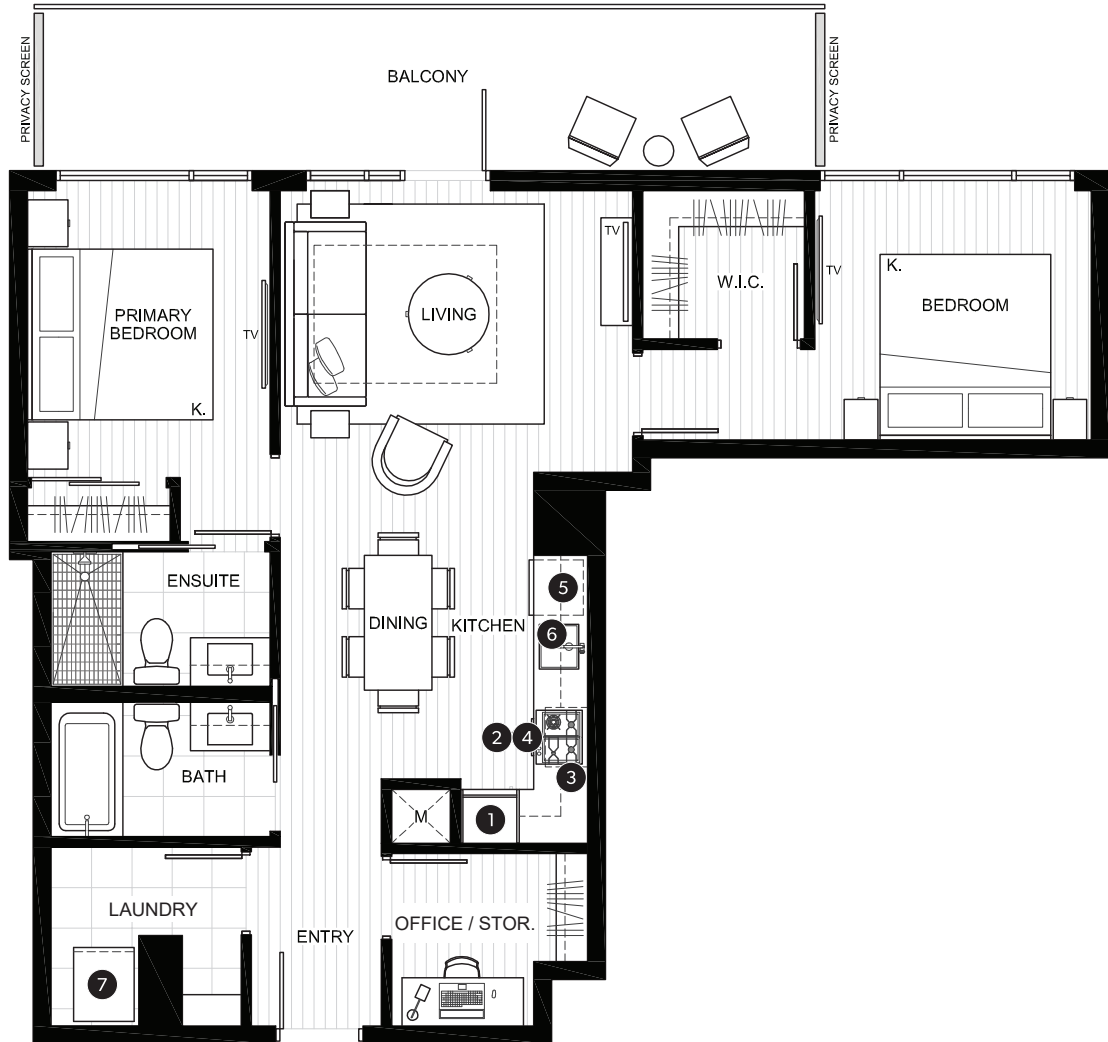 PRIVACY SCREEN
BALCONY
PRIVACY SCREEN
PRIMARY
BEDROOM
K.
TV
LIVING
TV
W.I.C.
TV
K.
BEDROOM
ENSUITE
DINING
KITCHEN
5
6
2
4
3
BATH
M
1
LAUNDRY
ENTRY
OFFICE / STOR.
7